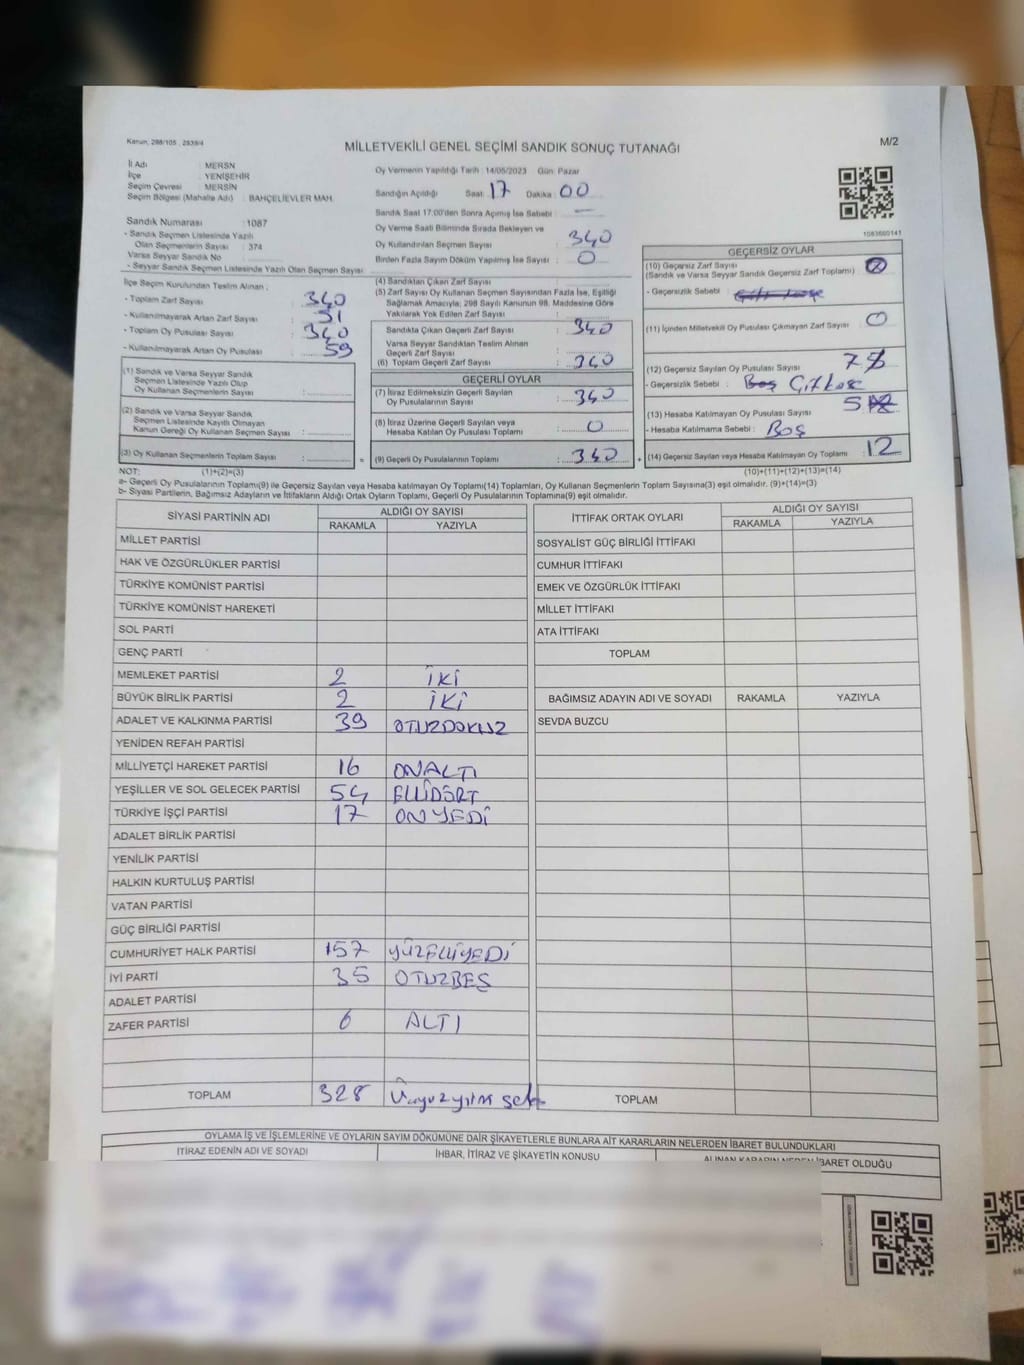 Kanun, 298/105 , 2839/4
MİLLETVEKİLİ GENEL SEÇİMİ SANDIK SONUÇ TUTANAĞI
M/2
İl Adı : MERSN
İlçe : YENİŞEHİR
Seçim Çevresi : MERSİN
Seçim Bölgesi (Mahalle Adı) : BAHÇELİEVLER MAH.
Sandık Numarası : 1087
- Sandık Seçmen Listesinde Yazılı
Olan Seçmenlerin Sayısı : 374
Varsa Seyyar Sandık No :
- Seyyar Sandık Seçmen Listesinde Yazılı Olan Seçmen Sayısı :
Oy Vermenin Yapıldığı Tarih : 14/05/2023 Gün: Pazar
Sandığın Açıldığı Saat: 17 Dakika : 00
Sandık Saat 17:00'den Sonra Açılmış İse Sebebi : —
Oy Verme Saati Bitiminde Sırada Bekleyen ve
Oy Kullandırılan Seçmen Sayısı : 340
Birden Fazla Sayım Döküm Yapılmış İse Sayısı : 0
1083600141
İlçe Seçim Kurulundan Teslim Alınan ;
- Toplam Zarf Sayısı : 340
- Kullanılmayarak Artan Zarf Sayısı : 51
- Toplam Oy Pusulası Sayısı : 340
- Kullanılmayarak Artan Oy Pusulası : 59
(1) Sandık ve Varsa Seyyar Sandık
Seçmen Listesinde Yazılı Olup
Oy Kullanan Seçmenlerin Sayısı :
(2) Sandık ve Varsa Seyyar Sandık
Seçmen Listesinde Kayıtlı Olmayan
Kanun Gereği Oy Kullanan Seçmen Sayısı :
(3) Oy Kullanan Seçmenlerin Toplam Sayısı : =
(4) Sandıktan Çıkan Zarf Sayısı :
(5) Zarf Sayısı Oy Kullanan Seçmen Sayısından Fazla İse, Eşitliği
Sağlamak Amacıyla; 298 Sayılı Kanunun 98. Maddesine Göre
Yakılarak Yok Edilen Zarf Sayısı :
Sandıkta Çıkan Geçerli Zarf Sayısı : 340
Varsa Seyyar Sandıktan Teslim Alınan
Geçerli Zarf Sayısı :
(6) Toplam Geçerli Zarf Sayısı : 340
GEÇERLİ OYLAR
(7) İtiraz Edilmeksizin Geçerli Sayılan
Oy Pusulalarının Sayısı : 340
(8) İtiraz Üzerine Geçerli Sayılan veya
Hesaba Katılan Oy Pusulası Toplamı : 0
(9) Geçerli Oy Pusulalarının Toplamı : 340 +
GEÇERSİZ OYLAR
(10) Geçersiz Zarf Sayısı
(Sandık ve Varsa Seyyar Sandık Geçersiz Zarf Toplamı) :
- Geçersizlik Sebebi :
(11) İçinden Milletvekili Oy Pusulası Çıkmayan Zarf Sayısı : 0
(12) Geçersiz Sayılan Oy Pusulası Sayısı : 7
- Geçersizlik Sebebi : Boş
(13) Hesaba Katılmayan Oy Pusulası Sayısı : 5
- Hesaba Katılmama Sebebi : Boş
(14) Geçersiz Sayılan veya Hesaba Katılmayan Oy Toplamı : 12
NOT: (1)+(2)=(3) (10)+(11)+(12)+(13)=(14)
a- Geçerli Oy Pusulalarının Toplamı(9) ile Geçersiz Sayılan veya Hesaba katılmayan Oy Toplamı(14) Toplamları, Oy Kullanan Seçmenlerin Toplam Sayısına(3) eşit olmalıdır. (9)+(14)=(3)
b- Siyasi Partilerin, Bağımsız Adayların ve İttifakların Aldığı Ortak Oyların Toplamı, Geçerli Oy Pusulalarının Toplamına(9) eşit olmalıdır.
SİYASİ PARTİNİN ADI ALDIĞI OY SAYISI
RAKAMLA YAZIYLA
MİLLET PARTİSİ
HAK VE ÖZGÜRLÜKLER PARTİSİ
TÜRKİYE KOMÜNİST PARTİSİ
TÜRKİYE KOMÜNİST HAREKETİ
SOL PARTİ
GENÇ PARTİ
MEMLEKET PARTİSİ 2 İKİ
BÜYÜK BİRLİK PARTİSİ 2 İKİ
ADALET VE KALKINMA PARTİSİ 39 OTUZDOKUZ
YENİDEN REFAH PARTİSİ
MİLLİYETÇİ HAREKET PARTİSİ 16 ONALTI
YEŞİLLER VE SOL GELECEK PARTİSİ 54 ELLİDÖRT
TÜRKİYE İŞÇİ PARTİSİ 17 ONYEDİ
ADALET BİRLİK PARTİSİ
YENİLİK PARTİSİ
HALKIN KURTULUŞ PARTİSİ
VATAN PARTİSİ
GÜÇ BİRLİĞİ PARTİSİ
CUMHURİYET HALK PARTİSİ 157 YÜZELLİYEDİ
İYİ PARTİ 35 OTUZBEŞ
ADALET PARTİSİ
ZAFER PARTİSİ 6 ALTI
TOPLAM 328
İTTİFAK ORTAK OYLARI ALDIĞI OY SAYISI
RAKAMLA YAZIYLA
SOSYALİST GÜÇ BİRLİĞİ İTTİFAKI
CUMHUR İTTİFAKI
EMEK VE ÖZGÜRLÜK İTTİFAKI
MİLLET İTTİFAKI
ATA İTTİFAKI
TOPLAM
BAĞIMSIZ ADAYIN ADI VE SOYADI RAKAMLA YAZIYLA
SEVDA BUZCU
TOPLAM
OYLAMA İŞ VE İŞLEMLERİNE VE OYLARIN SAYIM DÖKÜMÜNE DAİR ŞİKAYETLERLE BUNLARA AİT KARARLARIN NELERDEN İBARET BULUNDUKLARI
İTİRAZ EDENİN ADI VE SOYADI İHBAR, İTİRAZ VE ŞİKAYETİN KONUSU ALINAN KARARIN NEDEN İBARET OLDUĞU